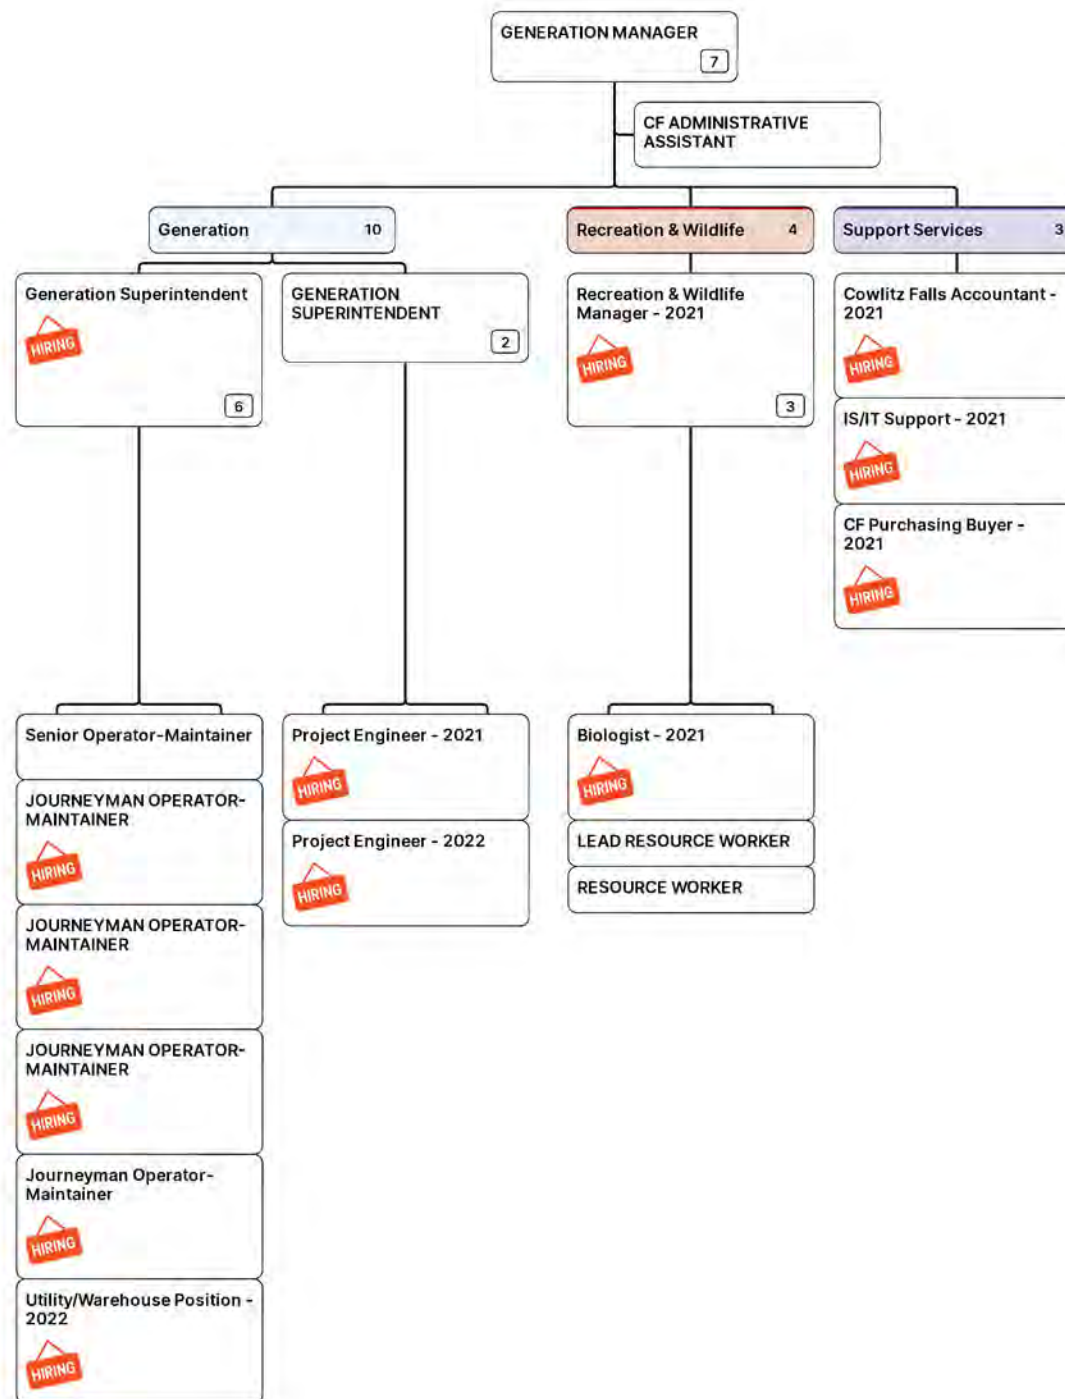 GENERATION MANAGER
7
CF ADMINISTRATIVE
ASSISTANT
Generation 10
Recreation & Wildlife 4
Support Services 3
Generation Superintendent
HIRING
6
GENERATION
SUPERINTENDENT
2
Recreation & Wildlife
Manager - 2021
HIRING
3
Cowlitz Falls Accountant -
2021
HIRING
IS/IT Support - 2021
HIRING
CF Purchasing Buyer -
2021
HIRING
Senior Operator-Maintainer
JOURNEYMAN OPERATOR-
MAINTAINER
HIRING
JOURNEYMAN OPERATOR-
MAINTAINER
HIRING
JOURNEYMAN OPERATOR-
MAINTAINER
HIRING
Journeyman Operator-
Maintainer
HIRING
Utility/Warehouse Position -
2022
HIRING
Project Engineer - 2021
HIRING
Project Engineer - 2022
HIRING
Biologist - 2021
HIRING
LEAD RESOURCE WORKER
RESOURCE WORKER